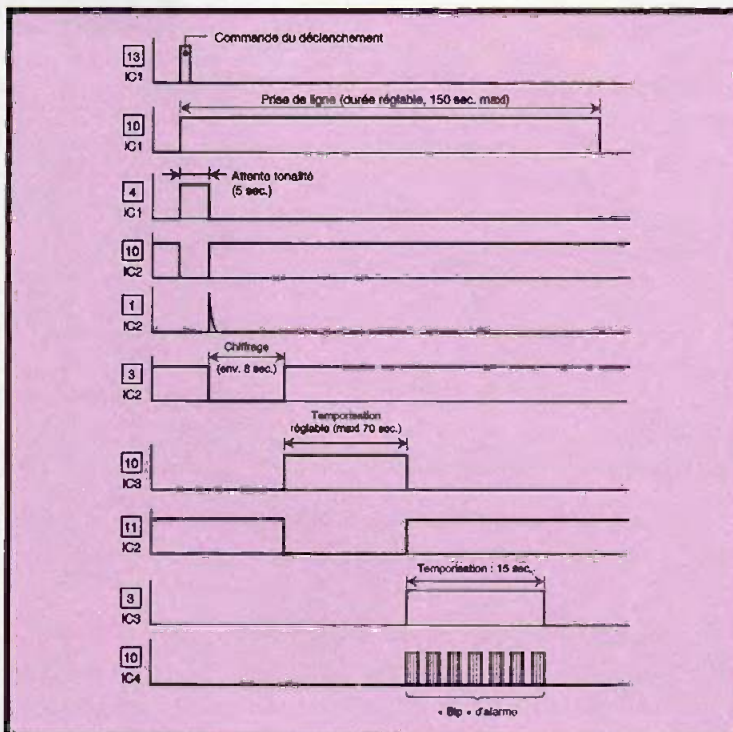 Commande du déclenchement
13
IC1
Prise de ligne (durée réglable, 150 sec. maxi)
10
IC1
Attente tonalité
(5 sec.)
4
IC1
10
IC2
1
IC2
Chiffrage
(env. 8 sec.)
3
IC2
Temporisation
réglable (maxi 70 sec.)
10
IC3
11
IC2
Temporisation : 15 sec.
3
IC3
10
IC4
« Bip » d'alarme